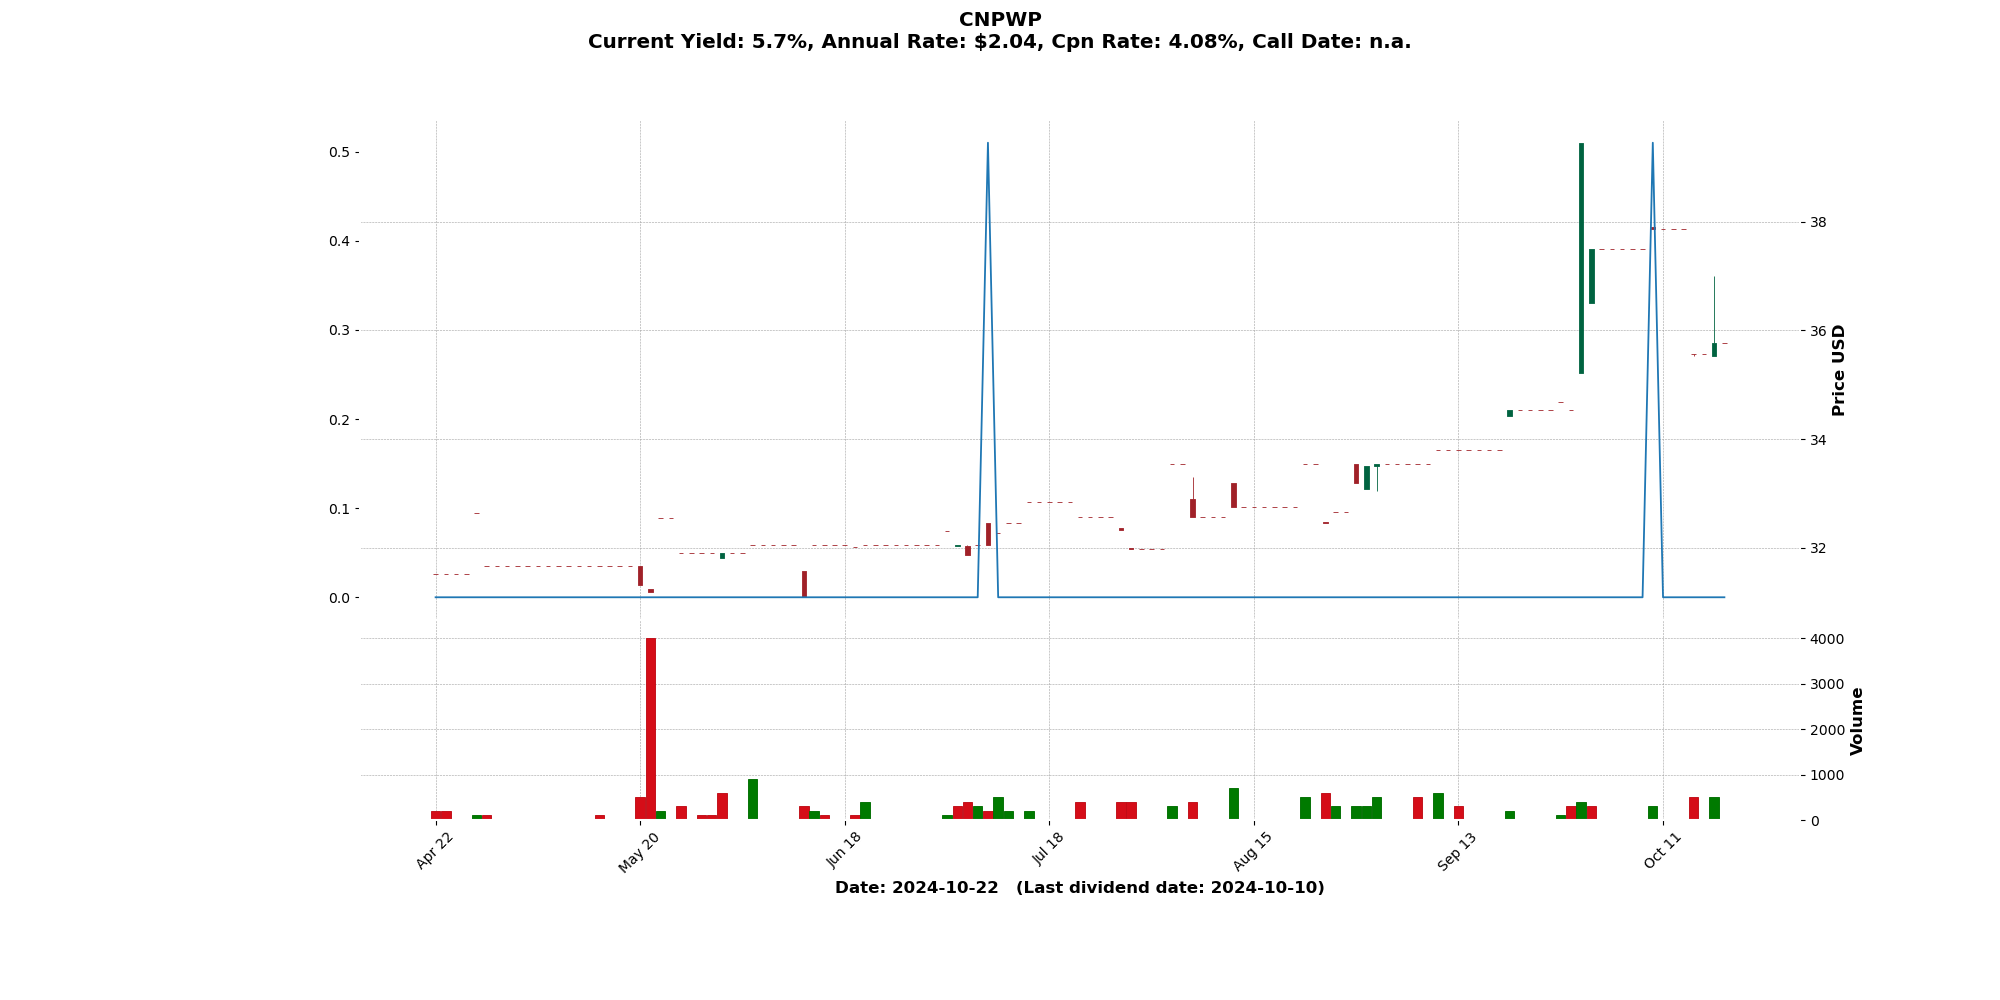 CNPWP
Current Yield: 5.7%, Annual Rate: $2.04, Cpn Rate: 4.08%, Call Date: n.a.
0.5
0.4
0.3
0.2
0.1
0.0
38
36
34
32
Price USD
4000
3000
2000
1000
0
Volume
Apr 22
May 20
Jun 18
Jul 18
Aug 15
Sep 13
Oct 11
Date: 2024-10-22   (Last dividend date: 2024-10-10)